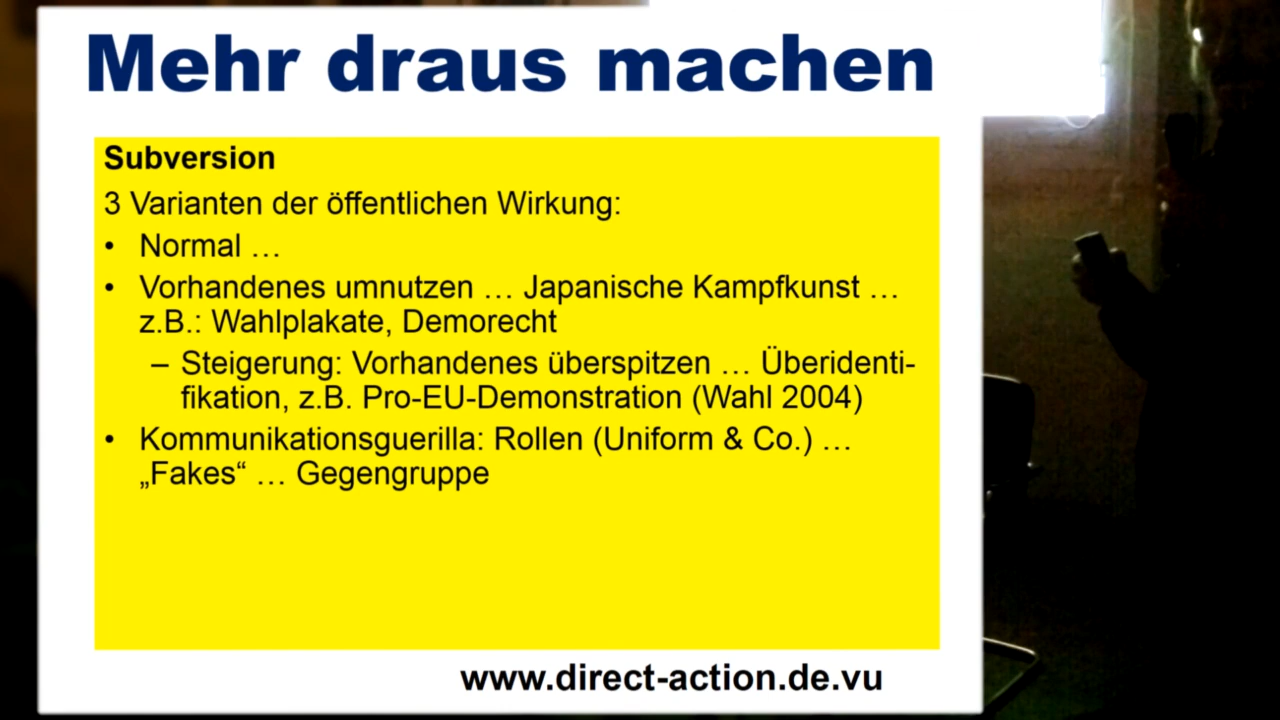 Mehr draus machen
Subversion
3 Varianten der öffentlichen Wirkung:
• Normal …
• Vorhandenes umnutzen … Japanische Kampfkunst …
z.B.: Wahlplakate, Demorecht
– Steigerung: Vorhandenes überspitzen … Überidenti-
fikation, z.B. Pro-EU-Demonstration (Wahl 2004)
• Kommunikationsguerilla: Rollen (Uniform & Co.) …
„Fakes“ … Gegengruppe
www.direct-action.de.vu